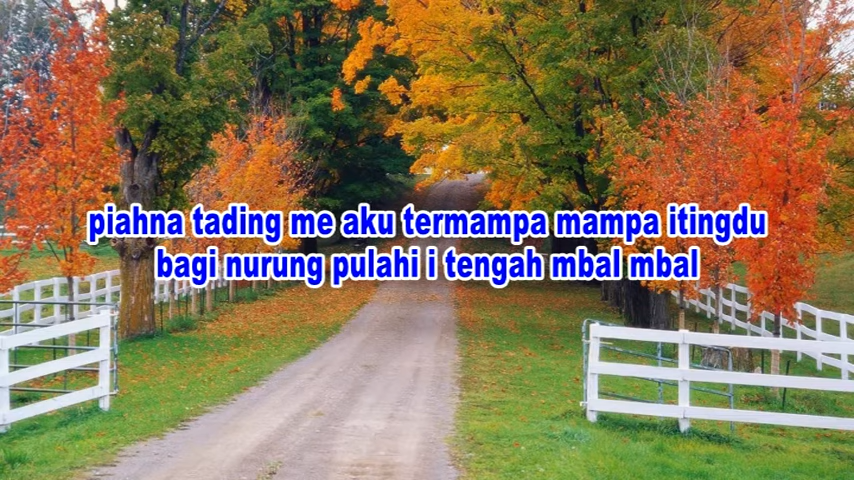 piahna tading me aku termampa mampa itingdu
bagi nurung pulahi i tengah mbal mbal